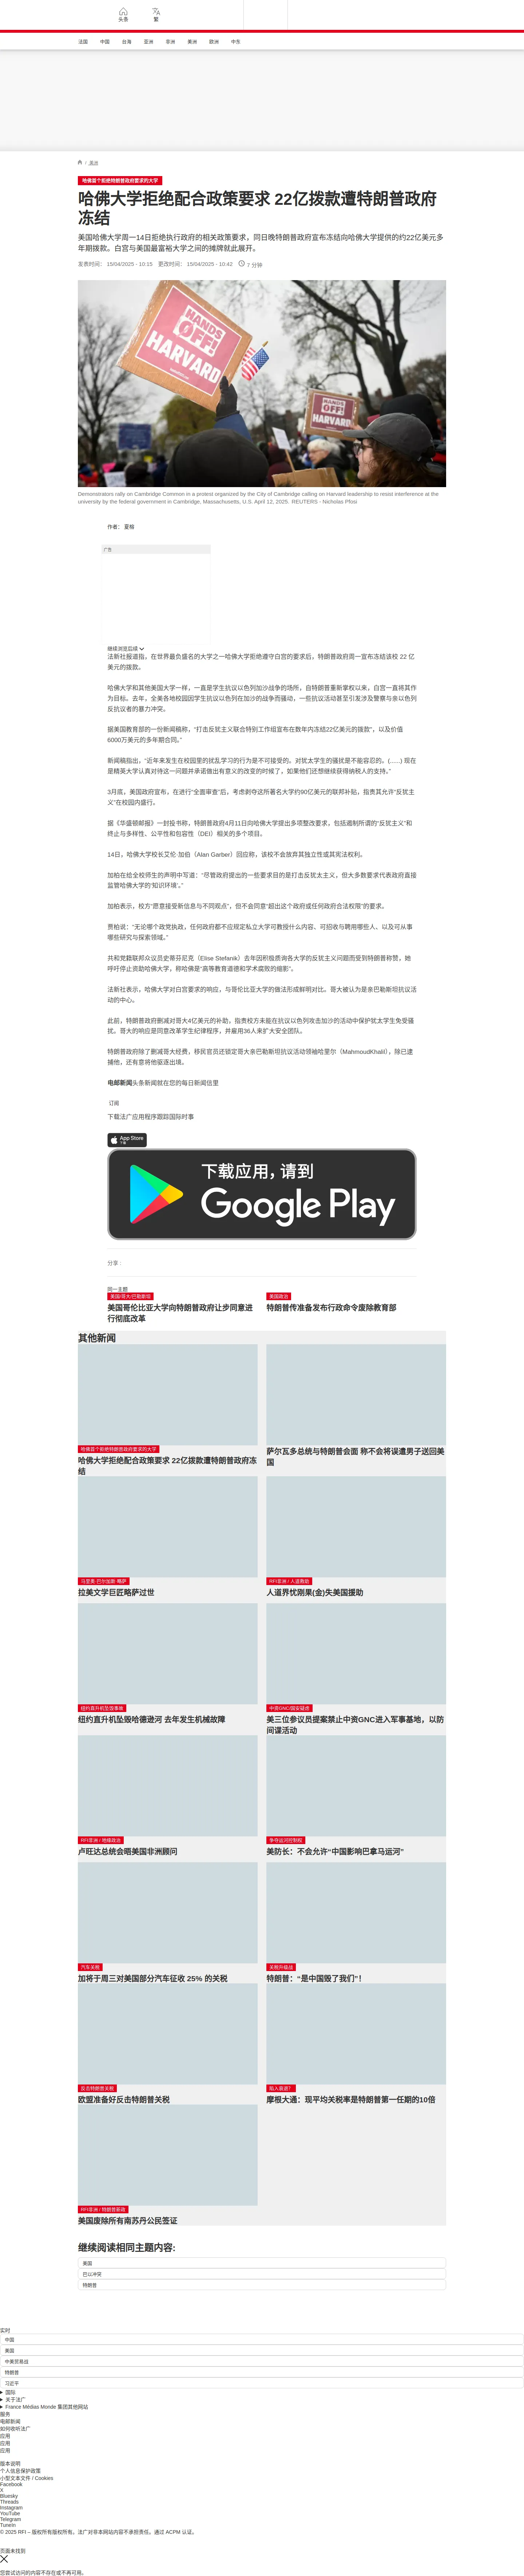 头条
繁
法国
中国
台海
亚洲
非洲
美洲
欧洲
中东
/ 美洲
哈佛首个拒绝特朗普政府要求的大学
哈佛大学拒绝配合政策要求 22亿拨款遭特朗普政府
冻结
美国哈佛大学周一14日拒绝执行政府的相关政策要求，同日晚特朗普政府宣布冻结向哈佛大学提供的约22亿美元多
年期拨款。白宫与美国最富裕大学之间的摊牌就此展开。
发表时间： 15/04/2025 - 10:15 更改时间： 15/04/2025 - 10:42 7 分钟
HANDS OFF! HARVARD
HANDS OFF! HARVARD
Demonstrators rally on Cambridge Common in a protest organized by the City of Cambridge calling on Harvard leadership to resist interference at the
university by the federal government in Cambridge, Massachusetts, U.S. April 12, 2025. REUTERS - Nicholas Pfosi
作者： 夏榕
广告
继续浏览后续
法新社报道指，在世界最负盛名的大学之一哈佛大学拒绝遵守白宫的要求后，特朗普政府周一宣布冻结该校 22 亿
美元的拨款。
哈佛大学和其他美国大学一样，一直是学生抗议以色列加沙战争的场所，自特朗普重新掌权以来，白宫一直将其作
为目标。去年，全美各地校园因学生抗议以色列在加沙的战争而骚动，一些抗议活动甚至引发涉及警察与亲以色列
反抗议者的暴力冲突。
据美国教育部的一份新闻稿称，“打击反犹主义联合特别工作组宣布在数年内冻结22亿美元的拨款”，以及价值
6000万美元的多年期合同。”
新闻稿指出，“近年来发生在校园里的扰乱学习的行为是不可接受的。对犹太学生的骚扰是不能容忍的。(......) 现在
是精英大学认真对待这一问题并承诺做出有意义的改变的时候了，如果他们还想继续获得纳税人的支持。”
3月底，美国政府宣布，在进行“全面审查”后，考虑剥夺这所著名大学约90亿美元的联邦补贴，指责其允许“反犹主
义”在校园内盛行。
据《华盛顿邮报》一封投书称，特朗普政府4月11日向哈佛大学提出多项整改要求，包括遏制所谓的“反犹主义”和
终止与多样性、公平性和包容性（DEI）相关的多个项目。
14日，哈佛大学校长艾伦·加伯（Alan Garber）回应称，该校不会放弃其独立性或其宪法权利。
加柏在给全校师生的声明中写道：“尽管政府提出的一些要求目的是打击反犹太主义，但大多数要求代表政府直接
监管哈佛大学的‘知识环境’。”
加柏表示，校方“愿意接受新信息与不同观点”，但不会同意“超出这个政府或任何政府合法权限”的要求。
贾柏说：“无论哪个政党执政，任何政府都不应规定私立大学可教授什么内容、可招收与聘用哪些人、以及可从事
哪些研究与探索领域。”
共和党籍联邦众议员史蒂芬尼克（Elise Stefanik）去年因积极质询各大学的反犹主义问题而受到特朗普称赞，她
呼吁停止资助哈佛大学，称哈佛是“高等教育道德和学术腐败的缩影”。
法新社表示，哈佛大学对白宫要求的响应，与哥伦比亚大学的做法形成鲜明对比。哥大被认为是亲巴勒斯坦抗议活
动的中心。
此前，特朗普政府删减对哥大4亿美元的补助，指责校方未能在抗议以色列攻击加沙的活动中保护犹太学生免受骚
扰。哥大的响应是同意改革学生纪律程序，并雇用36人来扩大安全团队。
特朗普政府除了删减哥大经费，移民官员还锁定哥大亲巴勒斯坦抗议活动领袖哈里尔（MahmoudKhalil），除已逮
捕他，还有意将他驱逐出境。
电邮新闻头条新闻就在您的每日新闻信里
订阅
下载法广应用程序跟踪国际时事
App Store
下载
下载应用，请到
Google Play
分享 :
同一主题
美国/哥大/巴勒斯坦
美国哥伦比亚大学向特朗普政府让步同意进
行彻底改革
美国政治
特朗普传准备发布行政命令废除教育部
其他新闻
哈佛首个拒绝特朗普政府要求的大学
哈佛大学拒绝配合政策要求 22亿拨款遭特朗普政府冻
结
萨尔瓦多总统与特朗普会面 称不会将误遣男子送回美
国
马里奥·巴尔加斯·略萨
拉美文学巨匠略萨过世
RFI非洲 / 人道救助
人道界忧刚果(金)失美国援助
纽约直升机坠毁事故
纽约直升机坠毁哈德逊河 去年发生机械故障
中资GNC/国安疑虑
美三位参议员提案禁止中资GNC进入军事基地，以防
间谍活动
RFI非洲 / 地缘政治
卢旺达总统会晤美国非洲顾问
争夺运河控制权
美防长：不会允许“中国影响巴拿马运河”
汽车关税
加将于周三对美国部分汽车征收 25% 的关税
关税升级战
特朗普：“是中国毁了我们”！
反击特朗普关税
欧盟准备好反击特朗普关税
陷入衰退？
摩根大通：现平均关税率是特朗普第一任期的10倍
RFI非洲 / 特朗普新政
美国废除所有南苏丹公民签证
继续阅读相同主题内容:
美国
巴以冲突
特朗普
实时
中国
美国
中美贸易战
特朗普
习近平
国际
关于法广
France Médias Monde 集团其他网站
服务
电邮新闻
如何收听法广
应用
应用
应用
版本说明
个人信息保护政策
小型文本文件 / Cookies
Facebook
X
Bluesky
Threads
Instagram
YouTube
Telegram
TuneIn
© 2025 RFI – 版权所有版权所有。法广对非本网站内容不承担责任。通过 ACPM 认证。
页面未找到
您尝试访问的内容不存在或不再可用。